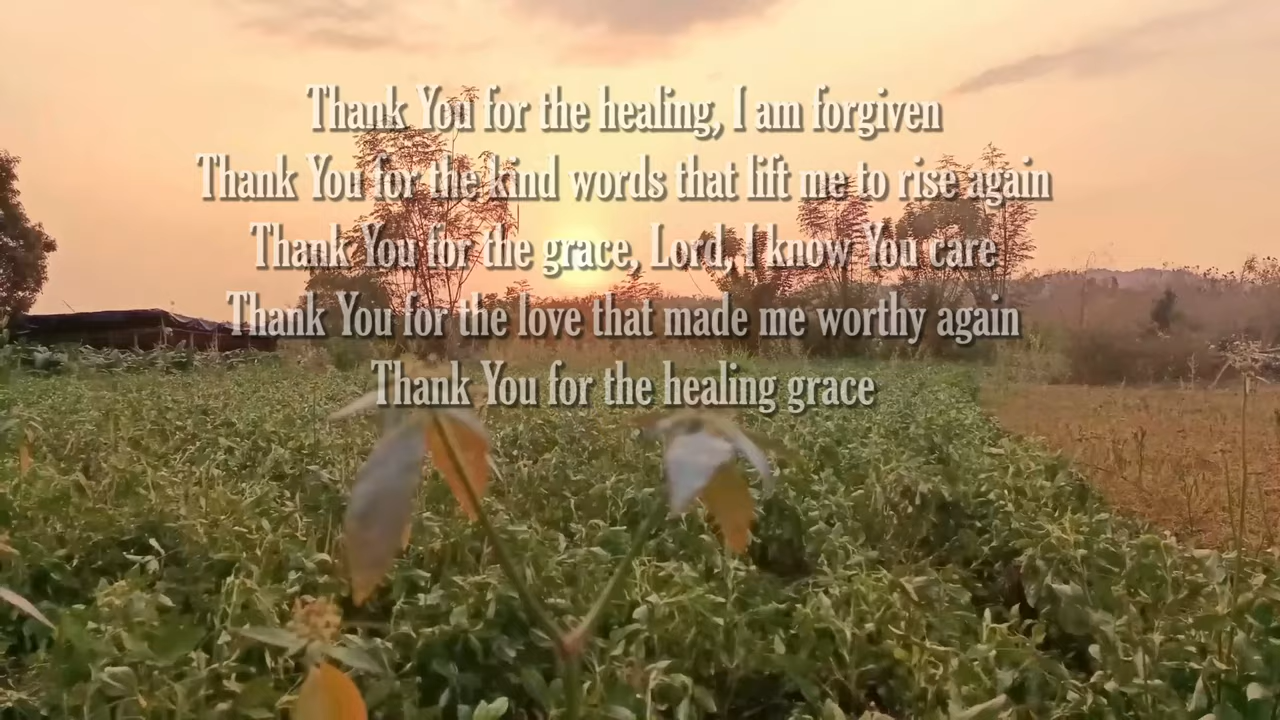 Thank You for the healing, I am forgiven
Thank You for the kind words that lift me to rise again
Thank You for the grace, Lord, I know You care
Thank You for the love that made me worthy again
Thank You for the healing grace